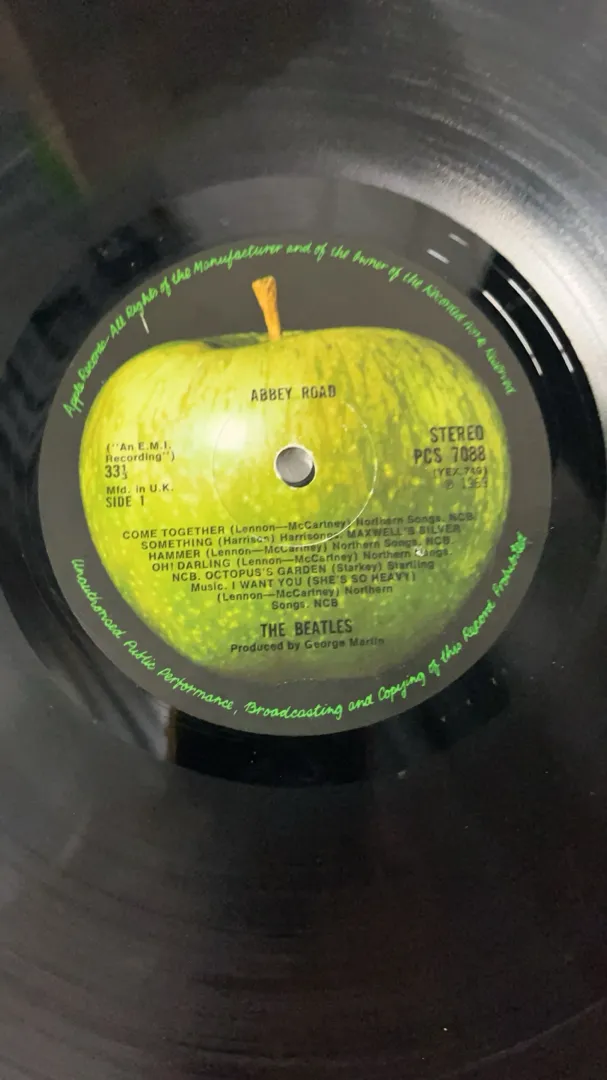 Apple Records-All Rights of the Manufacturer and of the Owner of the Recorded Work Reserved
ABBEY ROAD
("An E.M.I.
Recording")
33⅓
Mfd. in U.K.
SIDE 1
STEREO
PCS 7088
(YEX.749)
℗ 1969
COME TOGETHER (Lennon—McCartney) Northern Songs. NCB.
SOMETHING (Harrison) Harrisongs. MAXWELL'S SILVER
HAMMER (Lennon—McCartney) Northern Songs. NCB.
OH! DARLING (Lennon—McCartney) Northern Songs.
NCB. OCTOPUS'S GARDEN (Starkey) Startling
Music. I WANT YOU (SHE'S SO HEAVY)
(Lennon—McCartney) Northern
Songs. NCB
THE BEATLES
Produced by George Martin
Unauthorised Public Performance, Broadcasting and Copying of this Record Prohibited